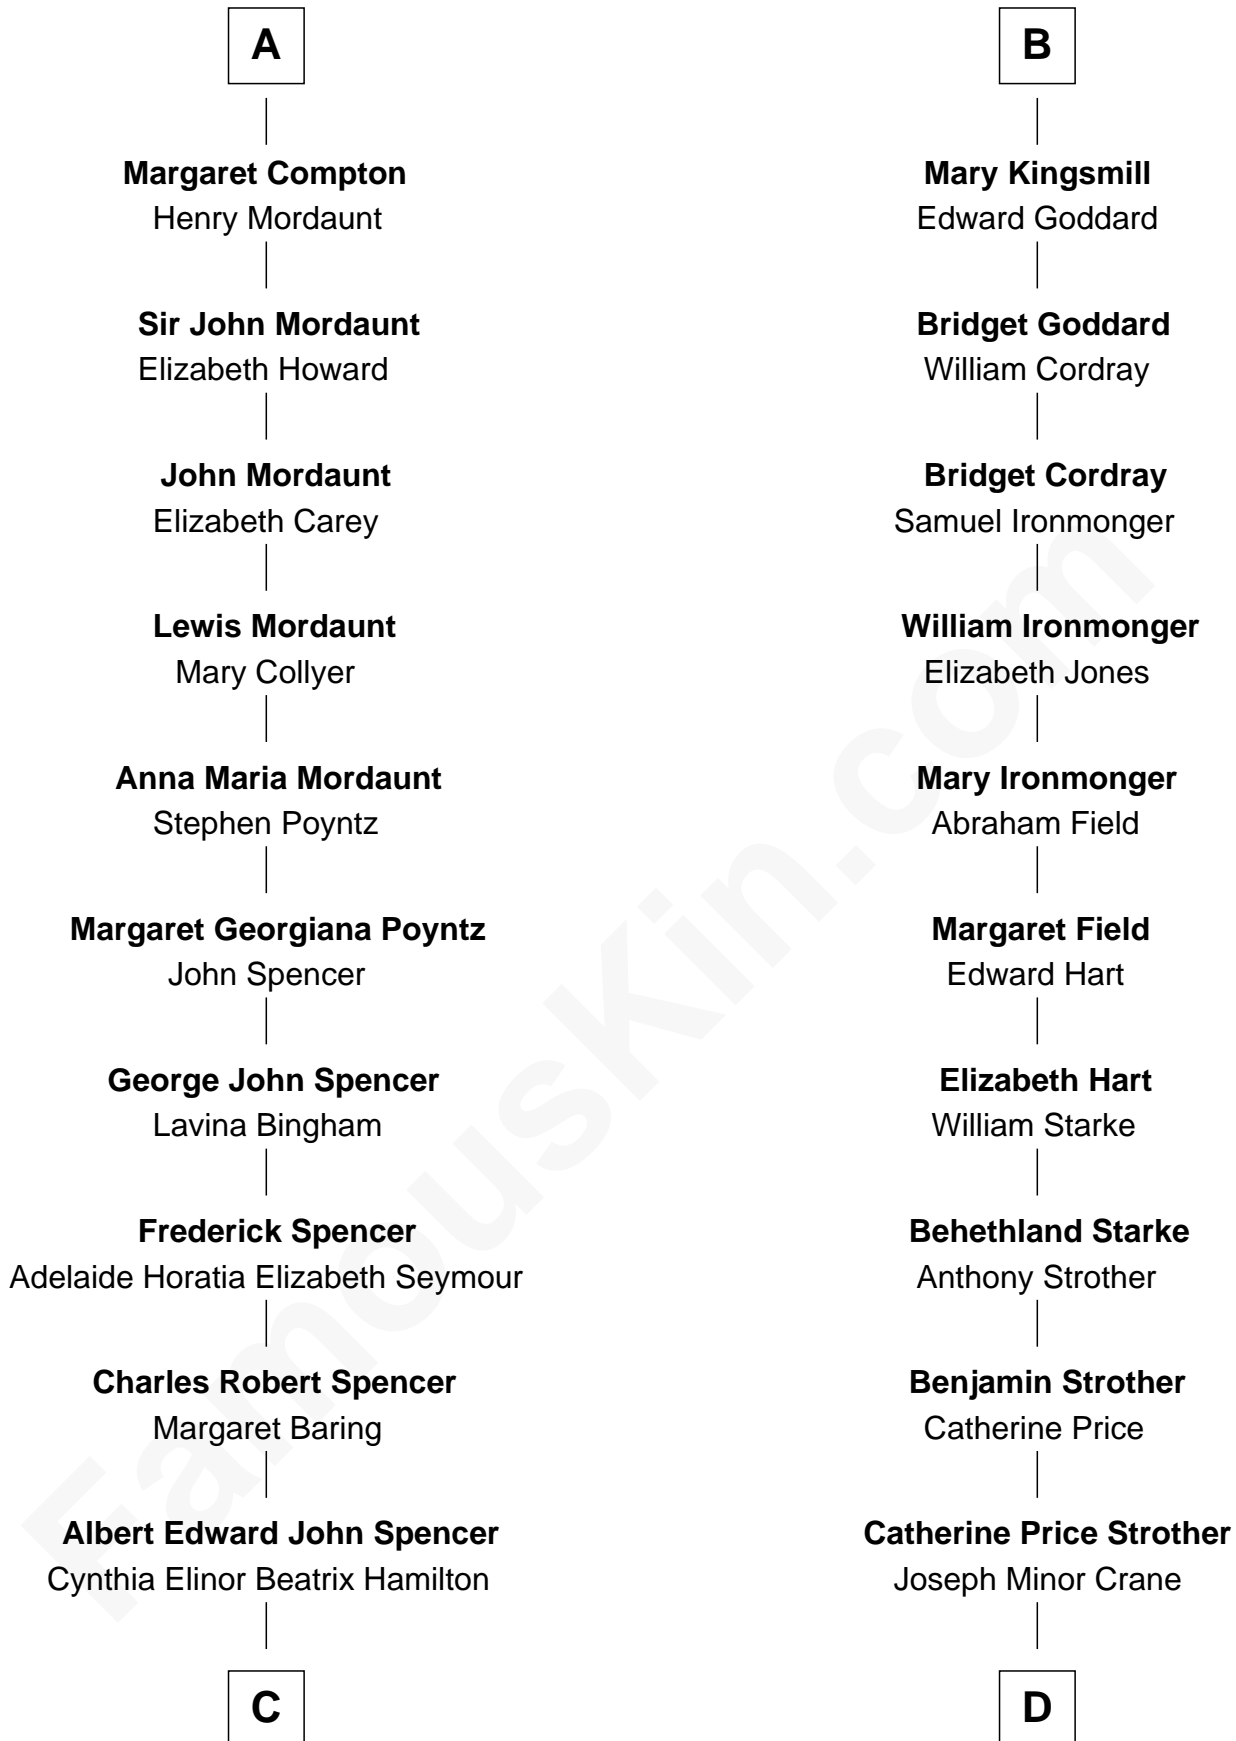 A
Margaret Compton
Henry Mordaunt
Sir John Mordaunt
Elizabeth Howard
John Mordaunt
Elizabeth Carey
Lewis Mordaunt
Mary Collyer
Anna Maria Mordaunt
Stephen Poyntz
Margaret Georgiana Poyntz
John Spencer
George John Spencer
Lavina Bingham
Frederick Spencer
Adelaide Horatia Elizabeth Seymour
Charles Robert Spencer
Margaret Baring
Albert Edward John Spencer
Cynthia Elinor Beatrix Hamilton
C
B
Mary Kingsmill
Edward Goddard
Bridget Goddard
William Cordray
Bridget Cordray
Samuel Ironmonger
William Ironmonger
Elizabeth Jones
Mary Ironmonger
Abraham Field
Margaret Field
Edward Hart
Elizabeth Hart
William Starke
Behethland Starke
Anthony Strother
Benjamin Strother
Catherine Price
Catherine Price Strother
Joseph Minor Crane
D
FamousKin.com